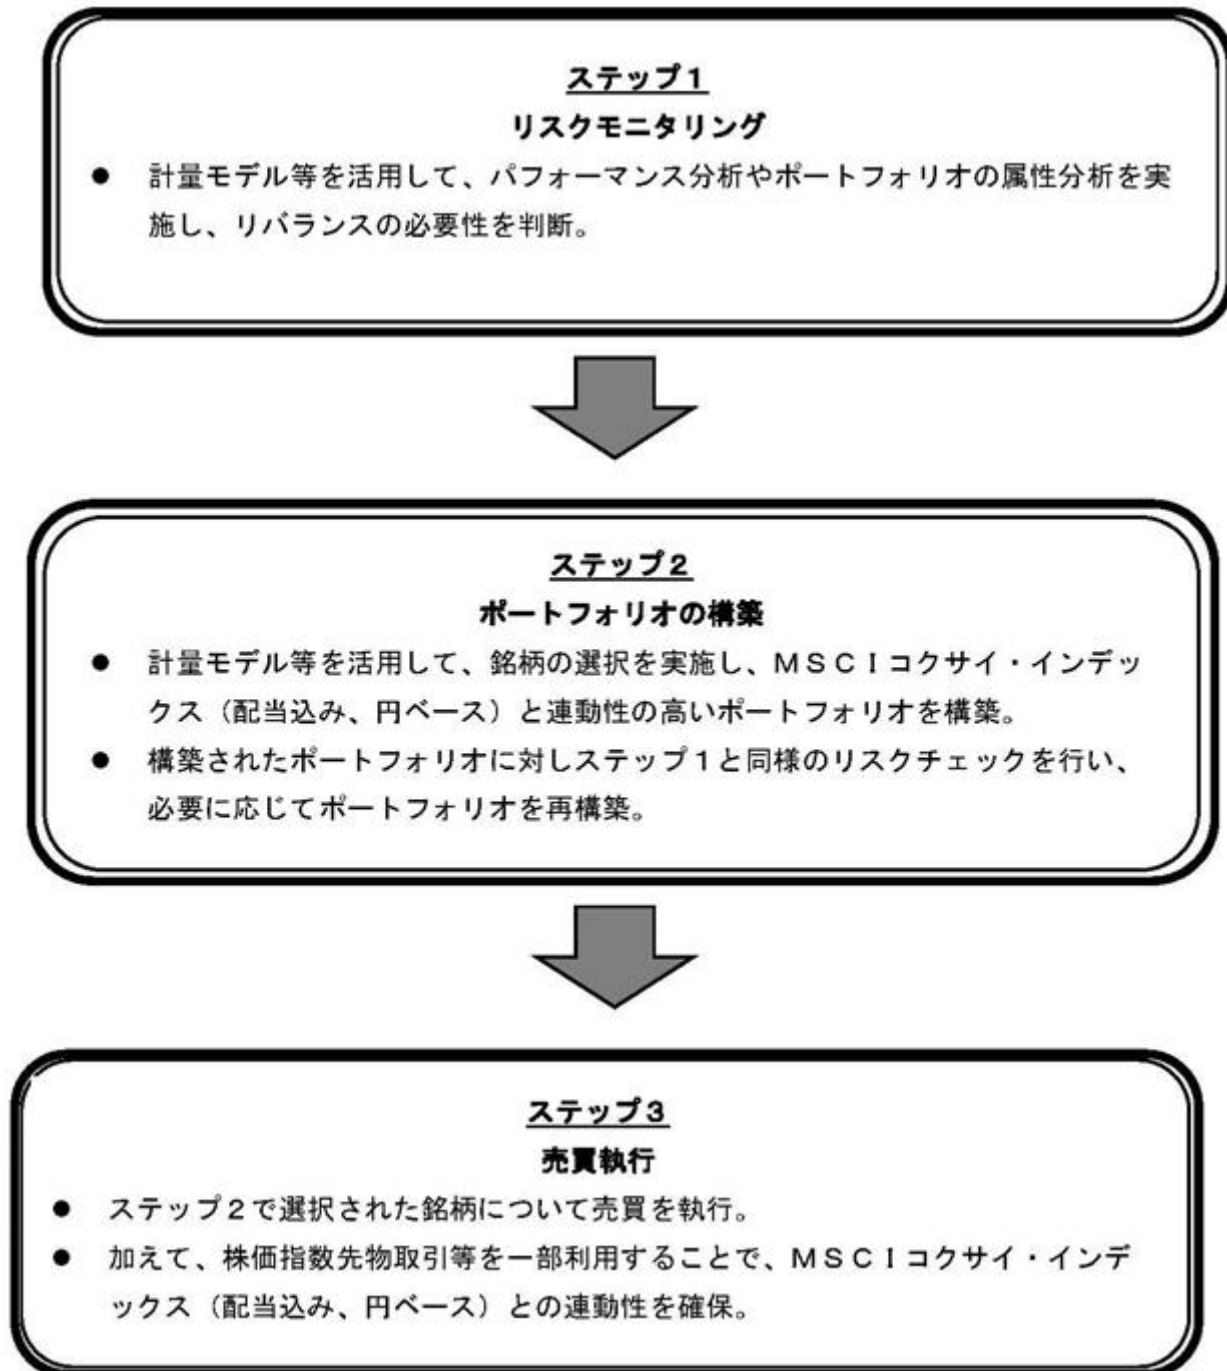 ステップ１
リスクモニタリング
● 計量モデル等を活用して、パフォーマンス分析やポートフォリオの属性分析を実
施し、リバランスの必要性を判断。
ステップ２
ポートフォリオの構築
● 計量モデル等を活用して、銘柄の選択を実施し、ＭＳＣＩコクサイ・インデッ
クス（配当込み、円ベース）と連動性の高いポートフォリオを構築。
● 構築されたポートフォリオに対しステップ１と同様のリスクチェックを行い、
必要に応じてポートフォリオを再構築。
ステップ３
売買執行
● ステップ２で選択された銘柄について売買を執行。
● 加えて、株価指数先物取引等を一部利用することで、ＭＳＣＩコクサイ・インデ
ックス（配当込み、円ベース）との連動性を確保。